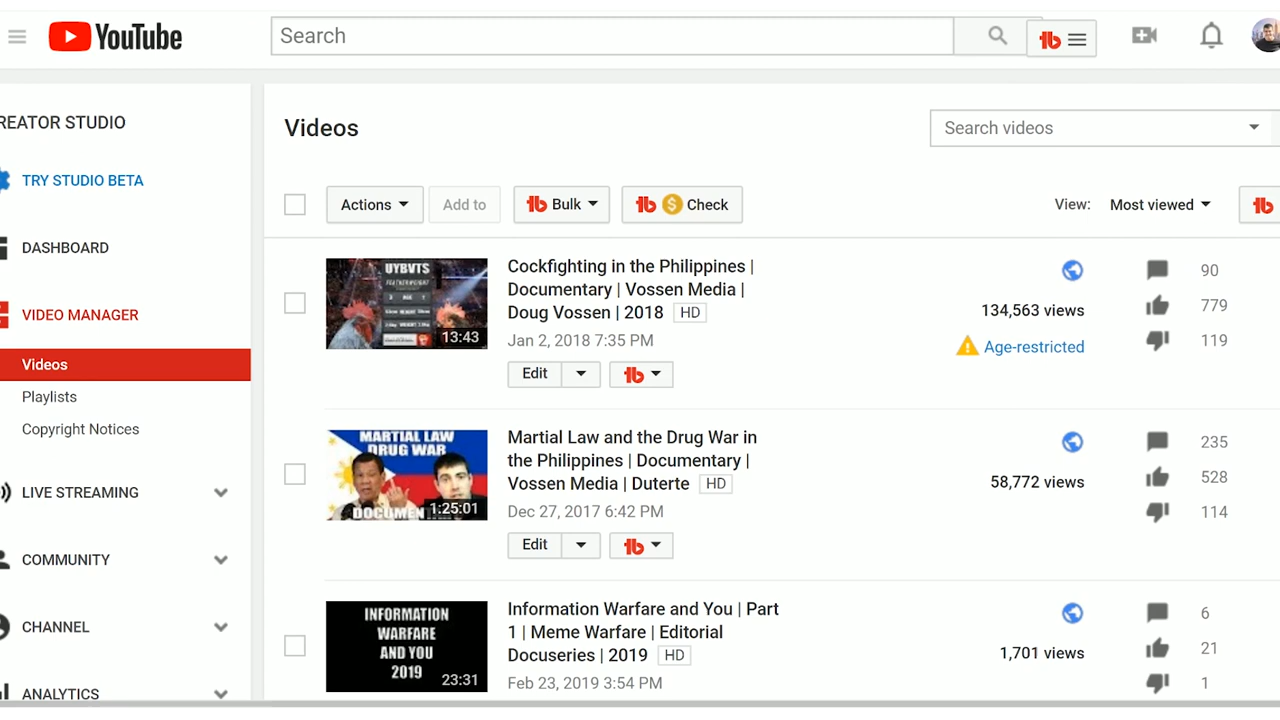 YouTube
Search
CREATOR STUDIO
TRY STUDIO BETA
DASHBOARD
VIDEO MANAGER
Videos
Playlists
Copyright Notices
LIVE STREAMING
COMMUNITY
CHANNEL
ANALYTICS
Videos
Search videos
Actions
Add to
Bulk
$ Check
View: Most viewed
UYBVTS
FEATHERWEIGHT
13:43
Cockfighting in the Philippines |
Documentary | Vossen Media |
Doug Vossen | 2018 HD
Jan 2, 2018 7:35 PM
Edit
134,563 views
Age-restricted
90
779
119
MARTIAL LAW
DRUG WAR
1:25:01
Martial Law and the Drug War in
the Philippines | Documentary |
Vossen Media | Duterte HD
Dec 27, 2017 6:42 PM
Edit
58,772 views
235
528
114
INFORMATION
WARFARE
AND YOU
2019
23:31
Information Warfare and You | Part
1 | Meme Warfare | Editorial
Docuseries | 2019 HD
Feb 23, 2019 3:54 PM
1,701 views
6
21
1